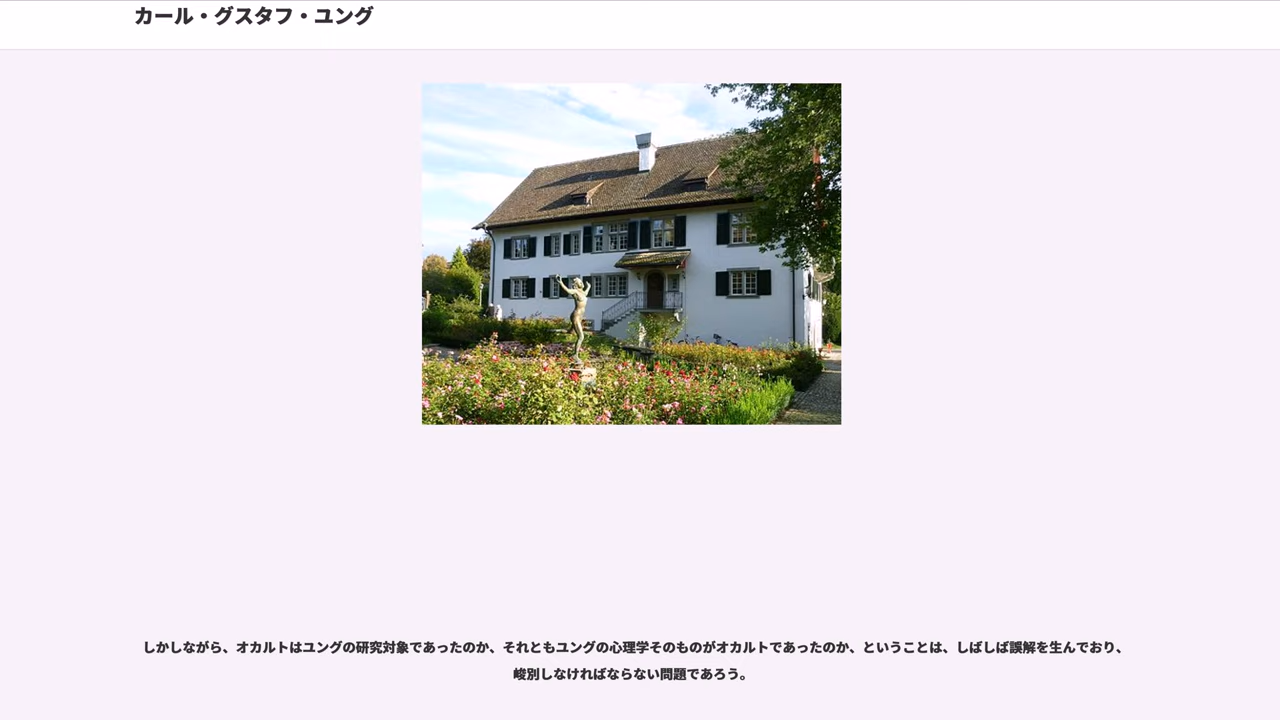 カール・グスタフ・ユング
しかしながら、オカルトはユングの研究対象であったのか、それともユングの心理学そのものがオカルトであったのか、ということは、しばしば誤解を生んでおり、
峻別しなければならない問題であろう。